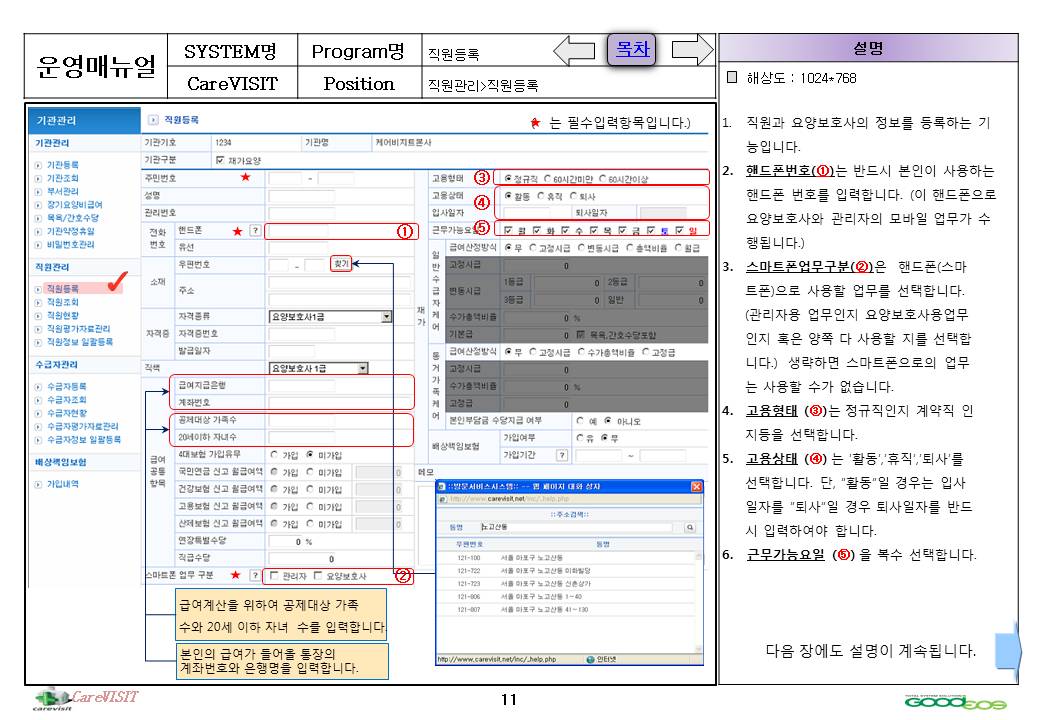 운영매뉴얼
SYSTEM명
Program명
직원등록
목차
CareVISIT
Position
직원관리>직원등록
설명
해상도 : 1024*768
1. 직원과 요양보호사의 정보를 등록하는 기
능입니다.
2. 핸드폰번호(①)는 반드시 본인이 사용하는
핸드폰 번호를 입력합니다. (이 핸드폰으로
요양보호사와 관리자의 모바일 업무가 수
행됩니다.)
3. 스마트폰업무구분(②)은 핸드폰(스마
트폰)으로 사용할 업무를 선택합니다.
(관리자용 업무인지 요양보호사용업무
인지 혹은 양쪽 다 사용할 지를 선택합
니다.) 생략하면 스마트폰으로의 업무
는 사용할 수가 없습니다.
4. 고용형태 (③)는 정규직인지 계약직 인
지등을 선택합니다.
5. 고용상태 (④) 는 '활동','휴직','퇴사'를
선택합니다. 단, "활동"일 경우는 입사
일자를 "퇴사"일 경우 퇴사일자를 반드
시 입력하여야 합니다.
6. 근무가능요일 (⑤) 을 복수 선택합니다.
다음 장에도 설명이 계속됩니다.
기관관리
기관관리
기관등록
기관조회
부서관리
장기요양비급여
목욕/간호수당
기관약정휴일
비밀번호관리
직원관리
직원등록
직원조회
직원현황
직원평가자료관리
직원정보 일괄등록
수급자관리
수급자등록
수급자조회
수급자현황
수급자평가자료관리
수급자정보 일괄등록
배상책임보험
가입내역
직원등록
★ 는 필수입력항목입니다.)
기관기호 1234 기관명 케어비지트본사
기관구분 재가요양
주민번호 ★ ~
성명
관리번호
전화번호 핸드폰 ★ ? ①
유선
소재 우편번호 - 찾기
주소
자격증 자격종류 요양보호사1급
자격증번호
발급일자
직책 요양보호사 1급
급여공통항목
급여지급은행
계좌번호
공제대상 가족수
20세이하 자녀수
4대보험 가입유무 가입 미가입
국민연금 신고 월급여액 가입 미가입 0
건강보험 신고 월급여액 가입 미가입 0
고용보험 신고 월급여액 가입 미가입 0
산재보험 신고 월급여액 가입 미가입 0
연장특별수당 0 %
직급수당 0
스마트폰 업무 구분 ★ ? 관리자 요양보호사 ②
고용형태 ③ 정규직 60시간미만 60시간이상
고용상태 ④ 활동 휴직 퇴사
입사일자 퇴사일자
근무가능요일 ⑤ 월 화 수 목 금 토 일
재가
일반수급자케어
급여산정방식 무 고정시급 변동시급 총액비율 월급
고정시급 0
변동시급 1등급 0 2등급 0
3등급 0 일반 0
수가총액비율 0 %
기본급 0 목욕,간호수당포함
동거가족케어
급여산정방식 무 고정시급 수가총액비율 고정급
고정시급 0
수가총액비율 0 %
고정급 0
본인부담금 수당지급 여부 예 아니오
배상책임보험 가입여부 유 무
가입기간 ? ~
메모
::방문서비스시스템:: -- 웹 페이지 대화 상자
http://www.carevisit.net/inc/_help.php
::주소검색::
동명 노고산동
우편번호 동명
121-100 서울 마포구 노고산동
121-722 서울 마포구 노고산동 미화빌딩
121-723 서울 마포구 노고산동 신촌상가
121-806 서울 마포구 노고산동 1~40
121-807 서울 마포구 노고산동 41~130
http://www.carevisit.net/inc/_help.php 인터넷
급여계산을 위하여 공제대상 가족
수와 20세 이하 자녀 수를 입력합니다.
본인의 급여가 들어올 통장의
계좌번호와 은행명을 입력합니다.
carevisit
CareVISIT
11
TOTAL SYSTEM SOLUTION
GOODEOS